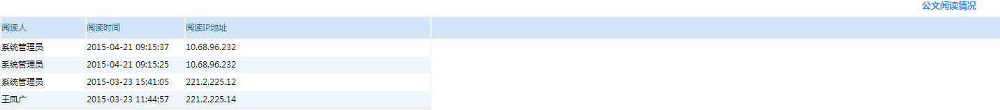 公文阅读情况
阅读人 阅读时间 阅读IP地址
系统管理员 2015-04-21 09:15:37 10.68.96.232
系统管理员 2015-04-21 09:15:25 10.68.96.232
系统管理员 2015-03-23 15:41:05 221.2.225.12
王凤广 2015-03-23 11:44:57 221.2.225.14